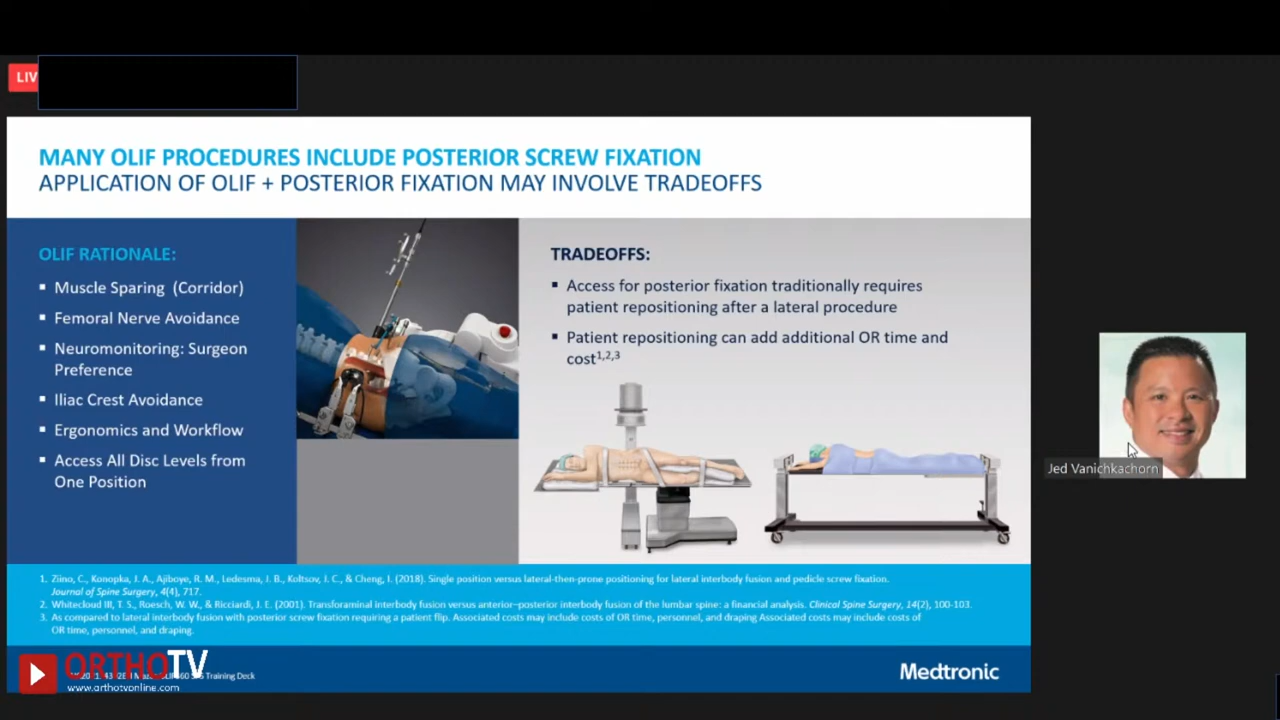 LIV
MANY OLIF PROCEDURES INCLUDE POSTERIOR SCREW FIXATION
APPLICATION OF OLIF + POSTERIOR FIXATION MAY INVOLVE TRADEOFFS
OLIF RATIONALE:
▪ Muscle Sparing (Corridor)
▪ Femoral Nerve Avoidance
▪ Neuromonitoring: Surgeon
Preference
▪ Iliac Crest Avoidance
▪ Ergonomics and Workflow
▪ Access All Disc Levels from
One Position
TRADEOFFS:
▪ Access for posterior fixation traditionally requires
patient repositioning after a lateral procedure
▪ Patient repositioning can add additional OR time and
cost1,2,3
Jed Vanichkachorn
1. Ziino, C., Konopka, J. A., Ajiboye, R. M., Ledesma, J. B., Koltsov, J. C., & Cheng, I. (2018). Single position versus lateral-then-prone positioning for lateral interbody fusion and pedicle screw fixation.
Journal of Spine Surgery, 4(4), 717.
2. Whitecloud III, T. S., Roesch, W. W., & Ricciardi, J. E. (2001). Transforaminal interbody fusion versus anterior–posterior interbody fusion of the lumbar spine: a financial analysis. Clinical Spine Surgery, 14(2), 100-103.
3. As compared to lateral interbody fusion with posterior screw fixation requiring a patient flip. Associated costs may include costs of OR time, personnel, and draping Associated costs may include costs of
OR time, personnel, and draping.
ORTHOTV
Training Deck
www.orthotvonline.com
Medtronic